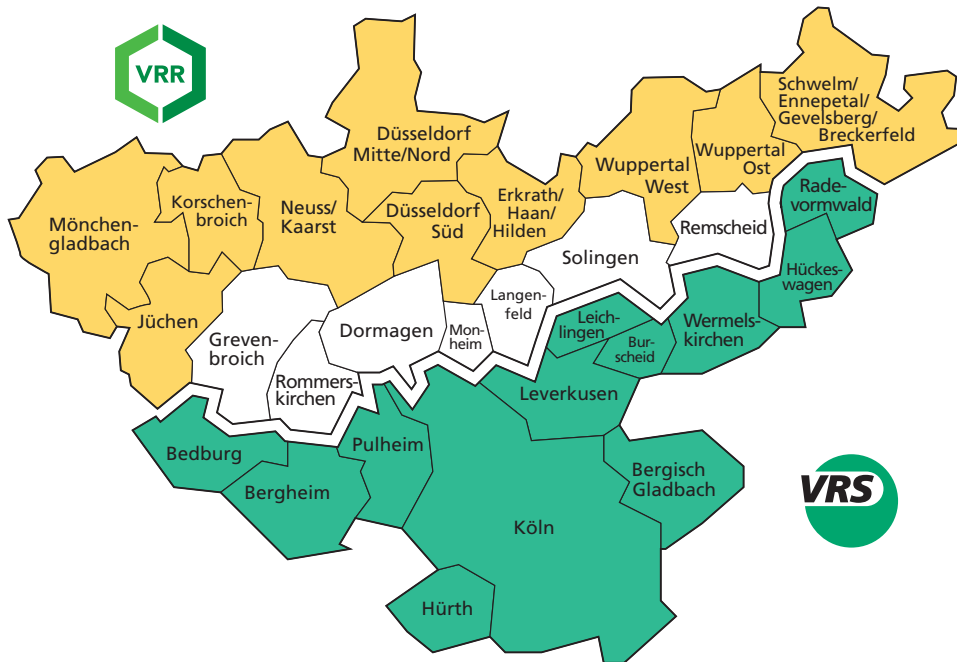 VRR
Schwelm/
Ennepetal/
Gevelsberg/
Breckerfeld
Düsseldorf
Mitte/Nord
Wuppertal
West
Wuppertal
Ost
Rade-
vormwald
Mönchen-
gladbach
Korschen-
broich
Neuss/
Kaarst
Düsseldorf
Süd
Erkrath/
Haan/
Hilden
Solingen
Remscheid
Hückes-
wagen
Jüchen
Greven-
broich
Rommers-
kirchen
Dormagen
Mon-
heim
Langen-
feld
Leich-
lingen
Bur-
scheid
Wermels-
kirchen
Leverkusen
Bedburg
Bergheim
Pulheim
Köln
Bergisch
Gladbach
Hürth
VRS